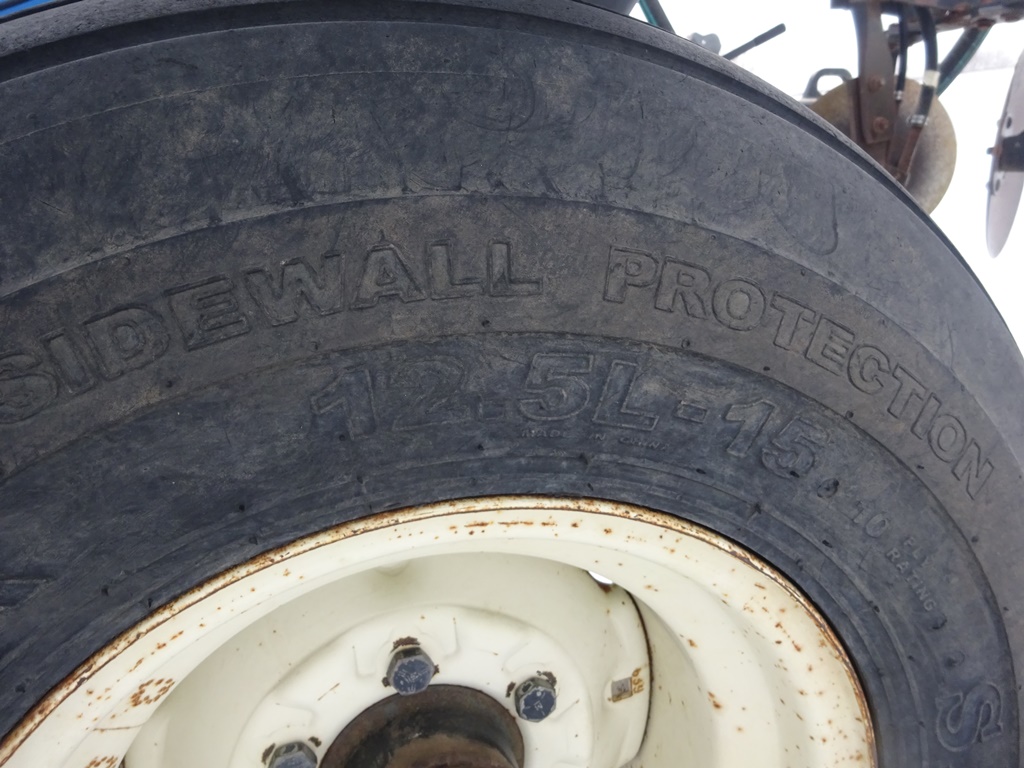 SIDEWALL PROTECTION
12.5L-15
10 PLY RATING
S